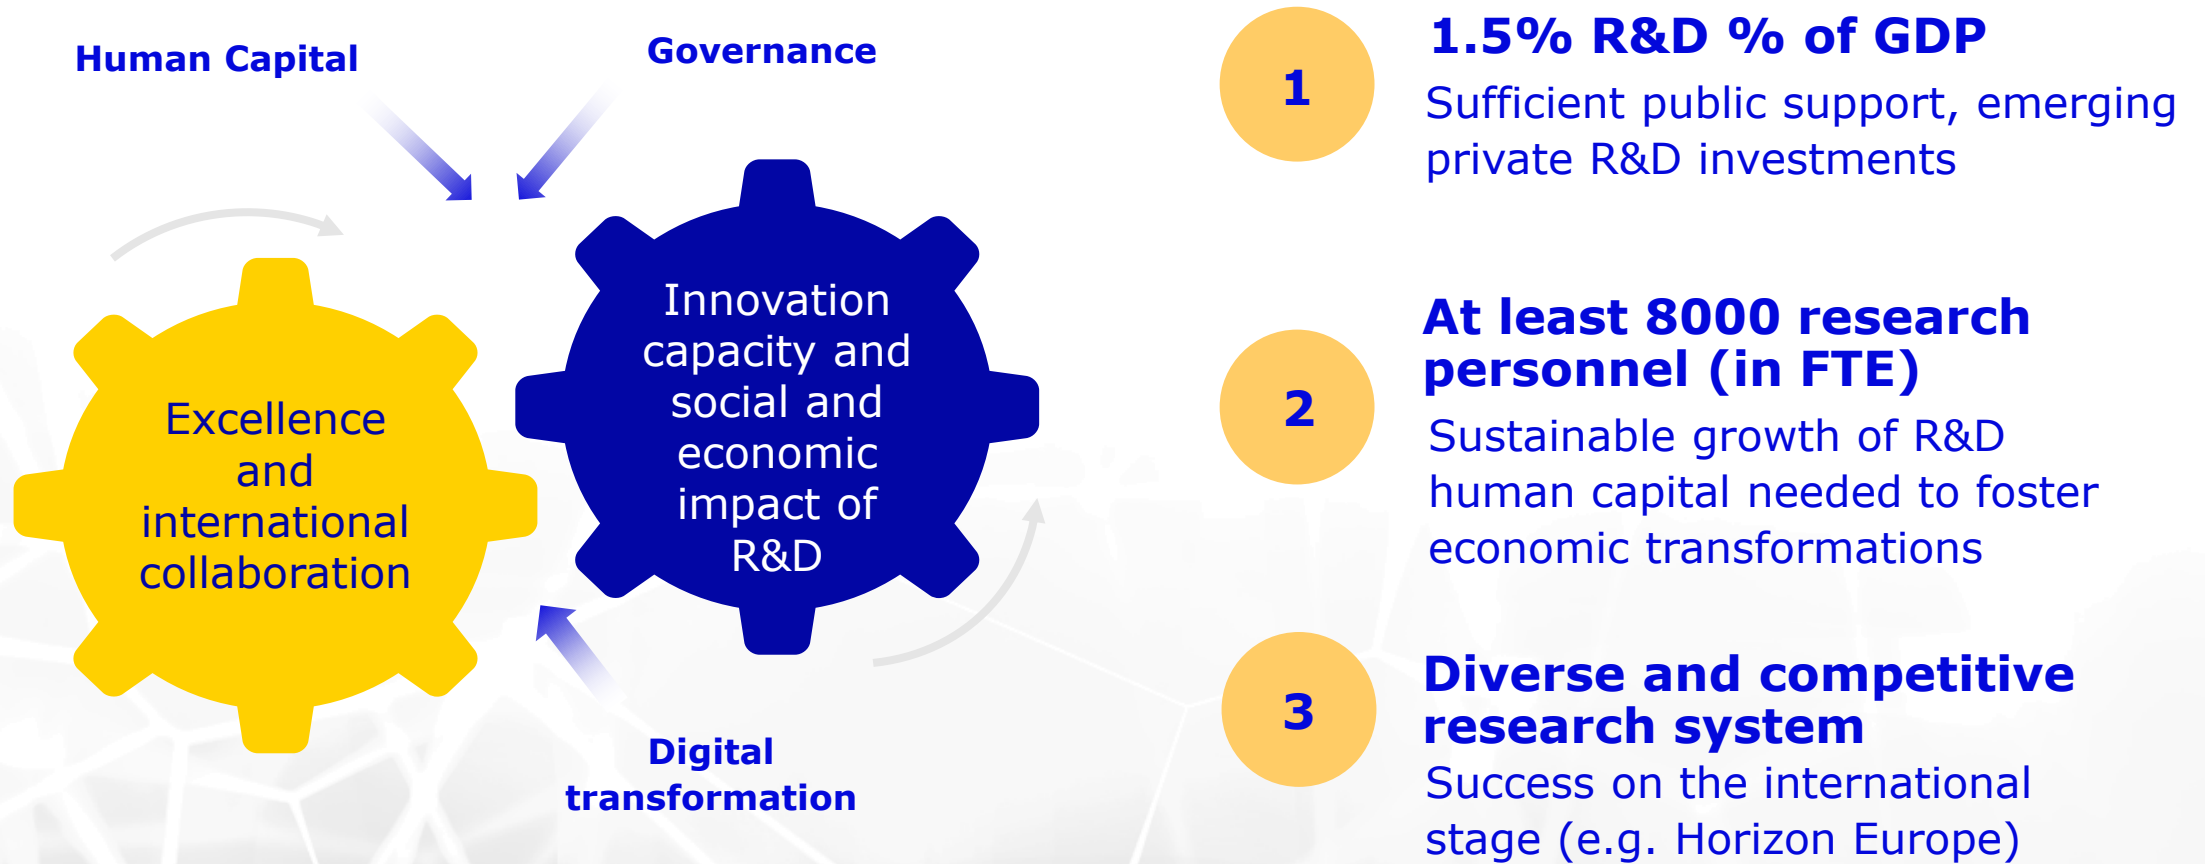 Human Capital
Governance
Excellence
and
international
collaboration
Innovation
capacity and
social and
economic
impact of
R&D
Digital
transformation
1
1.5% R&D % of GDP
Sufficient public support, emerging
private R&D investments
2
At least 8000 research
personnel (in FTE)
Sustainable growth of R&D
human capital needed to foster
economic transformations
3
Diverse and competitive
research system
Success on the international
stage (e.g. Horizon Europe)